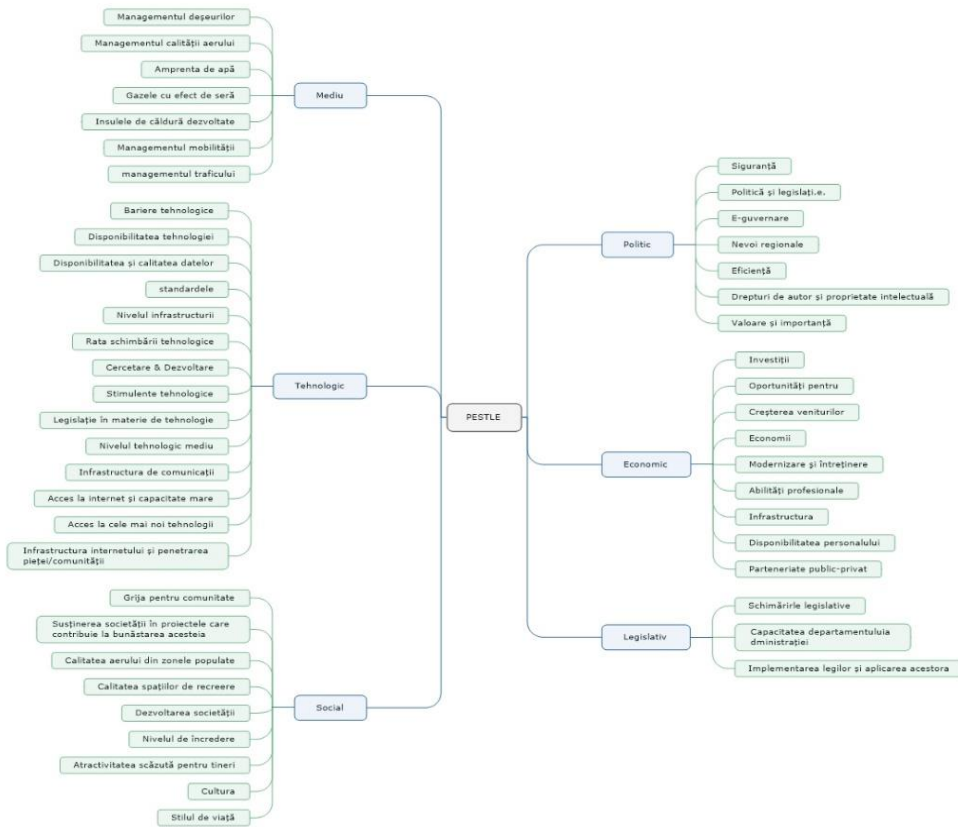 Managementul deșeurilor
Managementul calității aerului
Amprenta de apă
Gazele cu efect de seră
Insulele de căldură dezvoltate
Managementul mobilității
managementul traficului
Mediu
Bariere tehnologice
Disponibilitatea tehnologiei
Disponibilitatea și calitatea datelor
standardele
Nivelul infrastructurii
Rata schimbării tehnologice
Cercetare & Dezvoltare
Stimulente tehnologice
Legislație în materie de tehnologie
Nivelul tehnologic mediu
Infrastructura de comunicații
Acces la internet și capacitate mare
Acces la cele mai noi tehnologii
Infrastructura internetului și penetrarea
pieței/comunității
Tehnologic
Grija pentru comunitate
Susținerea societății în proiectele care
contribuie la bunăstarea acesteia
Calitatea aerului din zonele populate
Calitatea spațiilor de recreere
Dezvoltarea societății
Nivelul de încredere
Atractivitatea scăzută pentru tineri
Cultura
Stilul de viață
Social
PESTLE
Politic
Siguranță
Politică și legislați.e.
E-guvernare
Nevoi regionale
Eficiență
Drepturi de autor și proprietate intelectuală
Valoare și importanță
Economic
Investiții
Oportunități pentru
Creșterea veniturilor
Economii
Modernizare și întreținere
Abilități profesionale
Infrastructura
Disponibilitatea personalului
Parteneriate public-privat
Legislativ
Schimărirle legislative
Capacitatea departamentuluia
dministrației
Implementarea legilor și aplicarea acestora